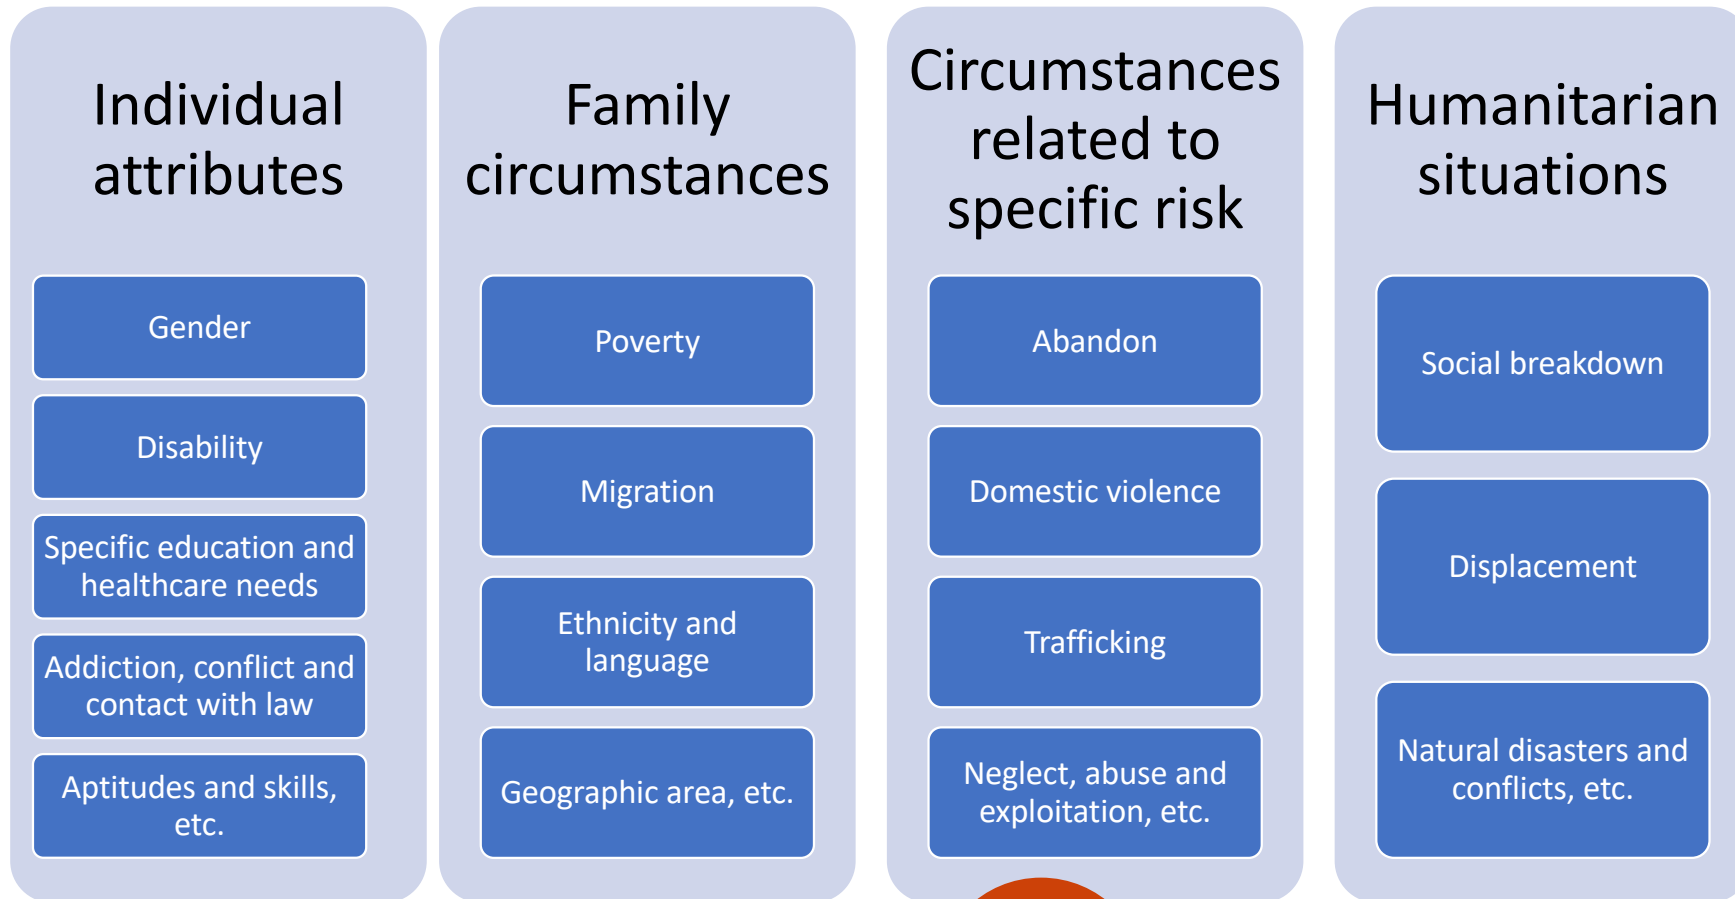 Individual
attributes
Gender
Disability
Specific education and
healthcare needs
Addiction, conflict and
contact with law
Aptitudes and skills,
etc.
Family
circumstances
Poverty
Migration
Ethnicity and
language
Geographic area, etc.
Circumstances
related to
specific risk
Abandon
Domestic violence
Trafficking
Neglect, abuse and
exploitation, etc.
Humanitarian
situations
Social breakdown
Displacement
Natural disasters and
conflicts, etc.